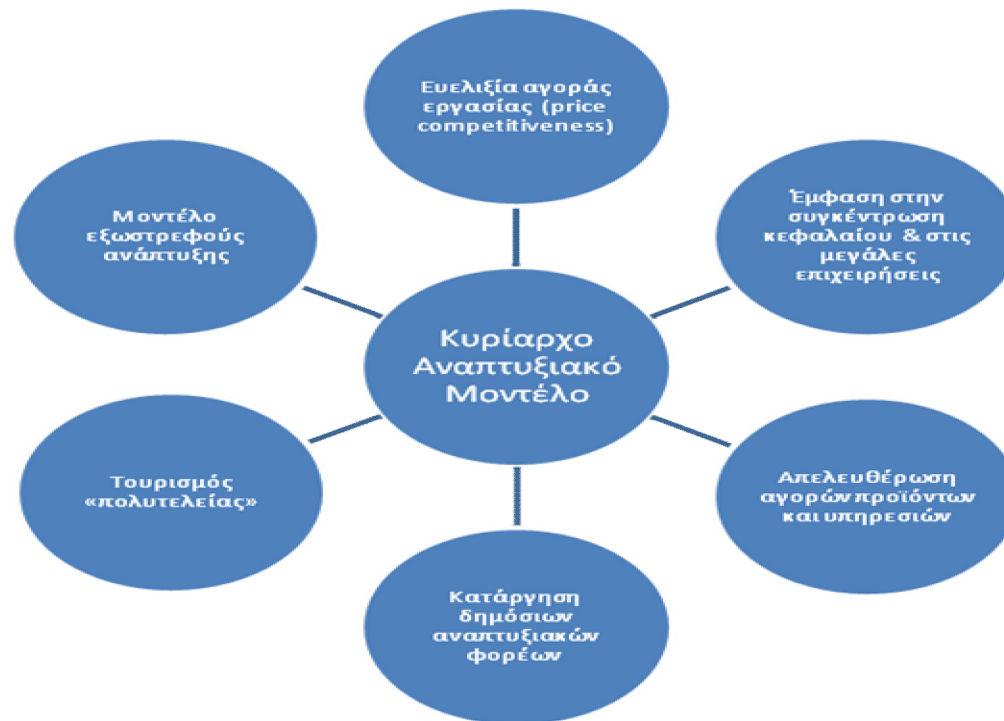 Ευελιξία αγοράς
εργασίας (price
competitiveness)
Μοντέλο
εξωστρεφούς
ανάπτυξης
Έμφαση στην
συγκέντρωση
κεφαλαίου & στις
μεγάλες
επιχειρήσεις
Κυρίαρχο
Αναπτυξιακό
Μοντέλο
Τουρισμός
«πολυτελείας»
Απελευθέρωση
αγορών προϊόντων
και υπηρεσιών
Κατάργηση
δημόσιων
αναπτυξιακών
φορέων